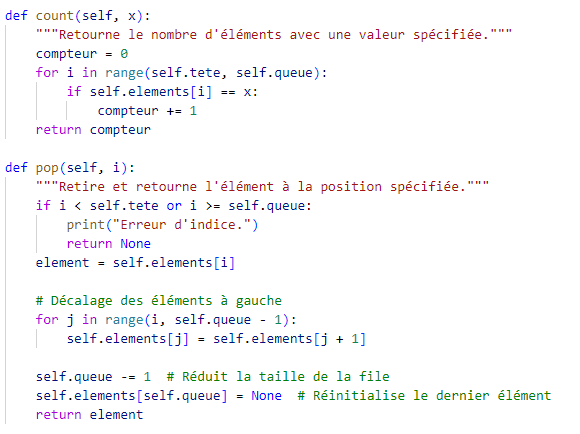 def count(self, x):
    """Retourne le nombre d'éléments avec une valeur spécifiée."""
    compteur = 0
    for i in range(self.tete, self.queue):
        if self.elements[i] == x:
            compteur += 1
    return compteur

def pop(self, i):
    """Retire et retourne l'élément à la position spécifiée."""
    if i < self.tete or i >= self.queue:
        print("Erreur d'indice.")
        return None
    element = self.elements[i]

    # Décalage des éléments à gauche
    for j in range(i, self.queue - 1):
        self.elements[j] = self.elements[j + 1]

    self.queue -= 1  # Réduit la taille de la file
    self.elements[self.queue] = None  # Réinitialise le dernier élément
    return element